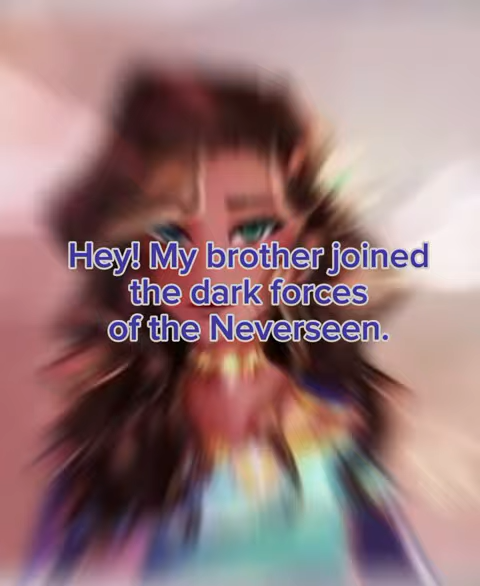 Hey! My brother joined
the dark forces
of the Neverseen.